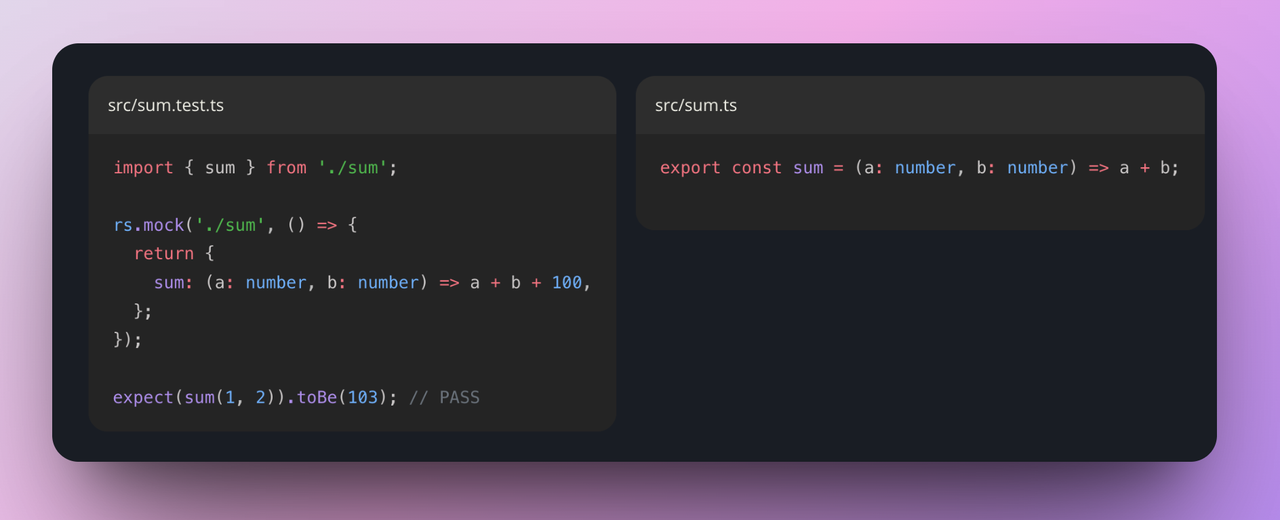 src/sum.test.ts
import { sum } from './sum';
rs.mock('./sum', () => {
  return {
    sum: (a: number, b: number) => a + b + 100,
  };
});
expect(sum(1, 2)).toBe(103); // PASS
src/sum.ts
export const sum = (a: number, b: number) => a + b;